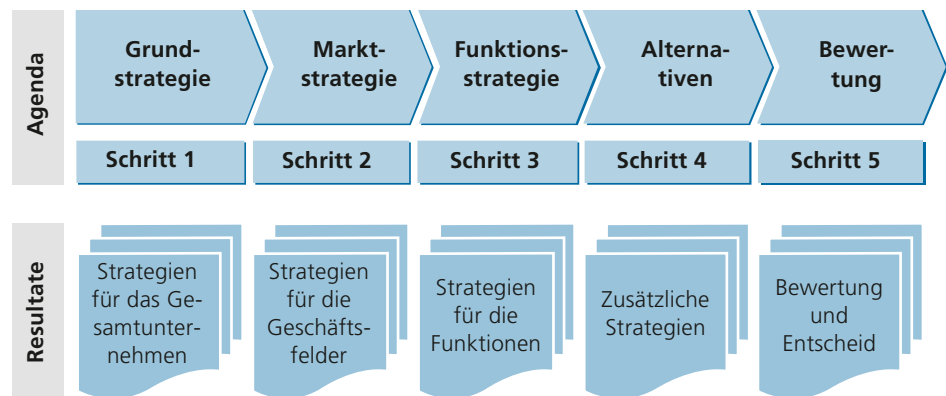 Agenda
Grund-
strategie
Markt-
strategie
Funktions-
strategie
Alterna-
tiven
Bewer-
tung
Schritt 1
Schritt 2
Schritt 3
Schritt 4
Schritt 5
Resultate
Strategien
für das Ge-
samtunter-
nehmen
Strategien
für die
Geschäfts-
felder
Strategien
für die
Funktionen
Zusätzliche
Strategien
Bewertung
und
Entscheid